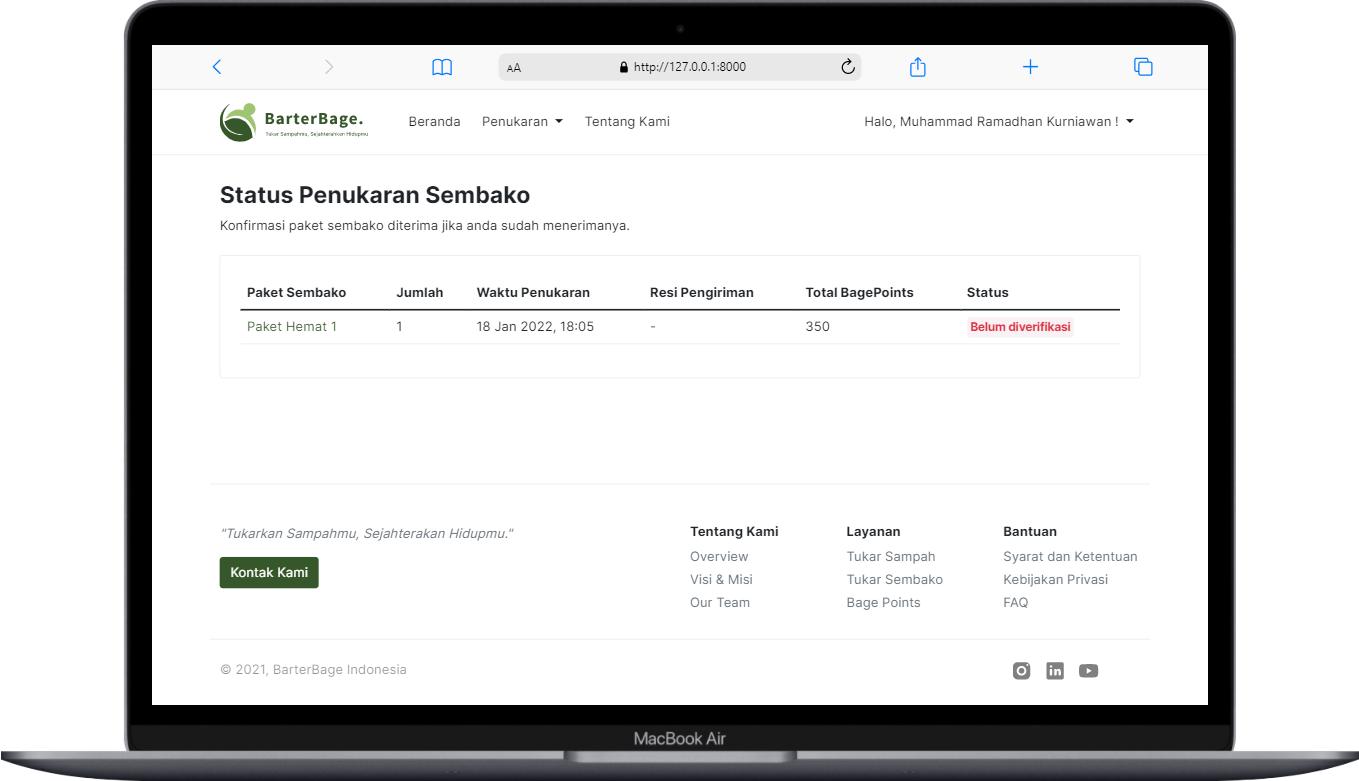 AA http://127.0.0.1:8000
BarterBage.
Tukar Sampahmu, Sejahterahkan Hidupmu
Beranda Penukaran Tentang Kami Halo, Muhammad Ramadhan Kurniawan !
Status Penukaran Sembako
Konfirmasi paket sembako diterima jika anda sudah menerimanya.
Paket Sembako Jumlah Waktu Penukaran Resi Pengiriman Total BagePoints Status
Paket Hemat 1 1 18 Jan 2022, 18:05 - 350 Belum diverifikasi
"Tukarkan Sampahmu, Sejahterakan Hidupmu."
Kontak Kami
Tentang Kami
Overview
Visi & Misi
Our Team
Layanan
Tukar Sampah
Tukar Sembako
Bage Points
Bantuan
Syarat dan Ketentuan
Kebijakan Privasi
FAQ
© 2021, BarterBage Indonesia
in
MacBook Air